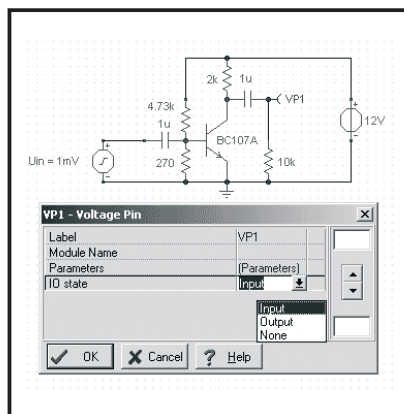 2k
1u
VP1
4.73k
1u
12V
BC107A
Uin = 1mV
270
10k
VP1 - Voltage Pin
Label VP1
Module Name
Parameters (Parameters)
IO state Input
Input
Output
None
OK Cancel ? Help